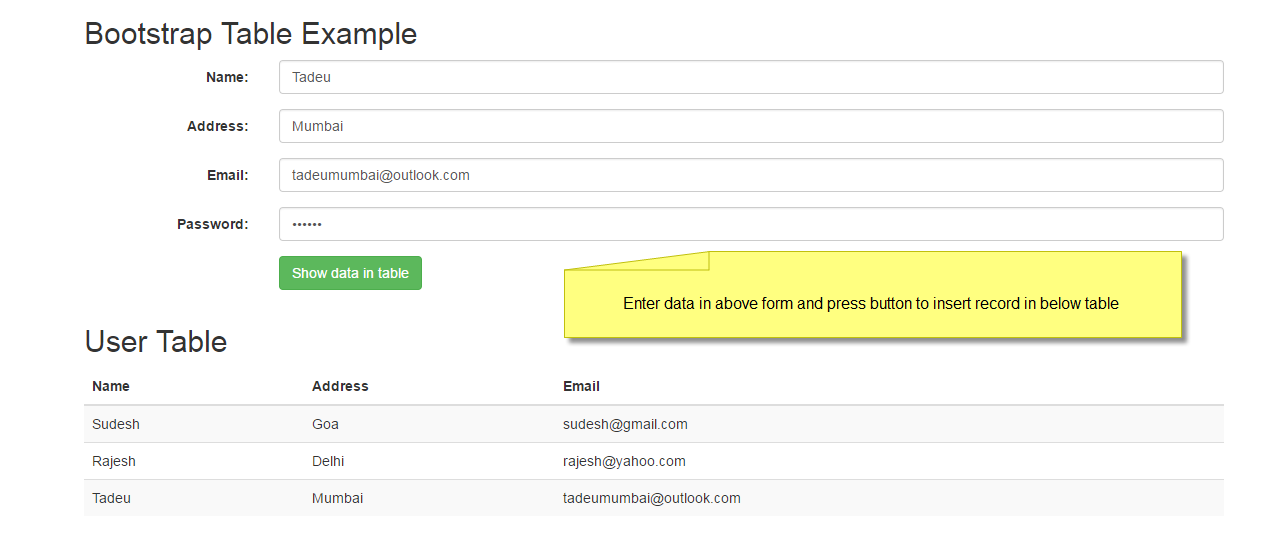 Bootstrap Table Example
Name: Tadeu
Address: Mumbai
Email: tadeumumbai@outlook.com
Password: ••••••
Show data in table
Enter data in above form and press button to insert record in below table
User Table
Name Address Email
Sudesh Goa sudesh@gmail.com
Rajesh Delhi rajesh@yahoo.com
Tadeu Mumbai tadeumumbai@outlook.com